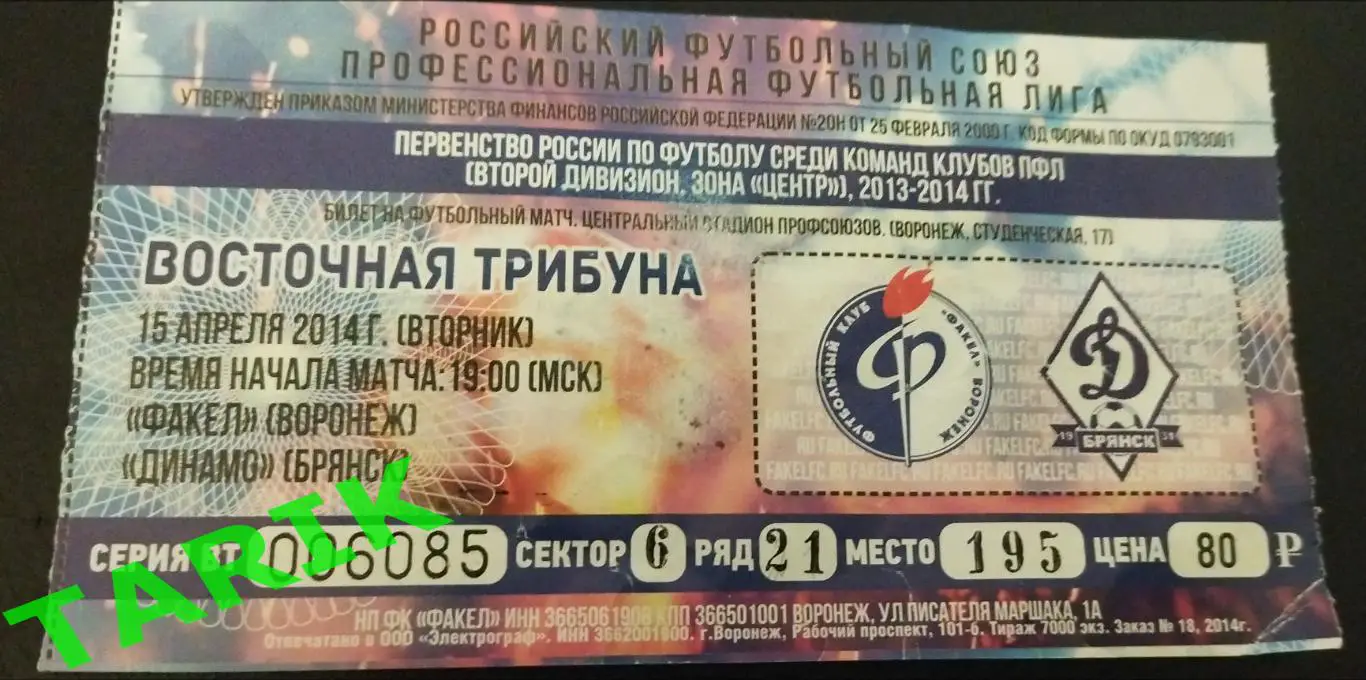 РОССИЙСКИЙ ФУТБОЛЬНЫЙ СОЮЗ
ПРОФЕССИОНАЛЬНАЯ ФУТБОЛЬНАЯ ЛИГА
УТВЕРЖДЕН ПРИКАЗОМ МИНИСТЕРСТВА ФИНАНСОВ РОССИЙСКОЙ ФЕДЕРАЦИИ №20Н ОТ 25 ФЕВРАЛЯ 2000 Г. КОД ФОРМЫ ПО ОКУД 0793001
ПЕРВЕНСТВО РОССИИ ПО ФУТБОЛУ СРЕДИ КОМАНД КЛУБОВ ПФЛ
(ВТОРОЙ ДИВИЗИОН, ЗОНА «ЦЕНТР»), 2013-2014 ГГ.
БИЛЕТ НА ФУТБОЛЬНЫЙ МАТЧ. ЦЕНТРАЛЬНЫЙ СТАДИОН ПРОФСОЮЗОВ. (ВОРОНЕЖ, СТУДЕНЧЕСКАЯ, 17)
ВОСТОЧНАЯ ТРИБУНА
15 АПРЕЛЯ 2014 Г. (ВТОРНИК)
ВРЕМЯ НАЧАЛА МАТЧА: 19:00 (МСК)
«ФАКЕЛ» (ВОРОНЕЖ)
«ДИНАМО» (БРЯНСК)
ФУТБОЛЬНЫЙ КЛУБ «ФАКЕЛ» ВОРОНЕЖ
Ф
Д
19 БРЯНСК 31
СЕРИЯ ВТ 006085 СЕКТОР 6 РЯД 21 МЕСТО 195 ЦЕНА 80 ₽
НП ФК «ФАКЕЛ» ИНН 3665061908 КПП 366501001 ВОРОНЕЖ, УЛ ПИСАТЕЛЯ МАРШАКА, 1А
Отпечатано в ООО «Электрограф». ИНН 3662001900. г.Воронеж, Рабочий проспект, 101-б. Тираж 7000 экз. Заказ № 18, 2014г.
TARIK